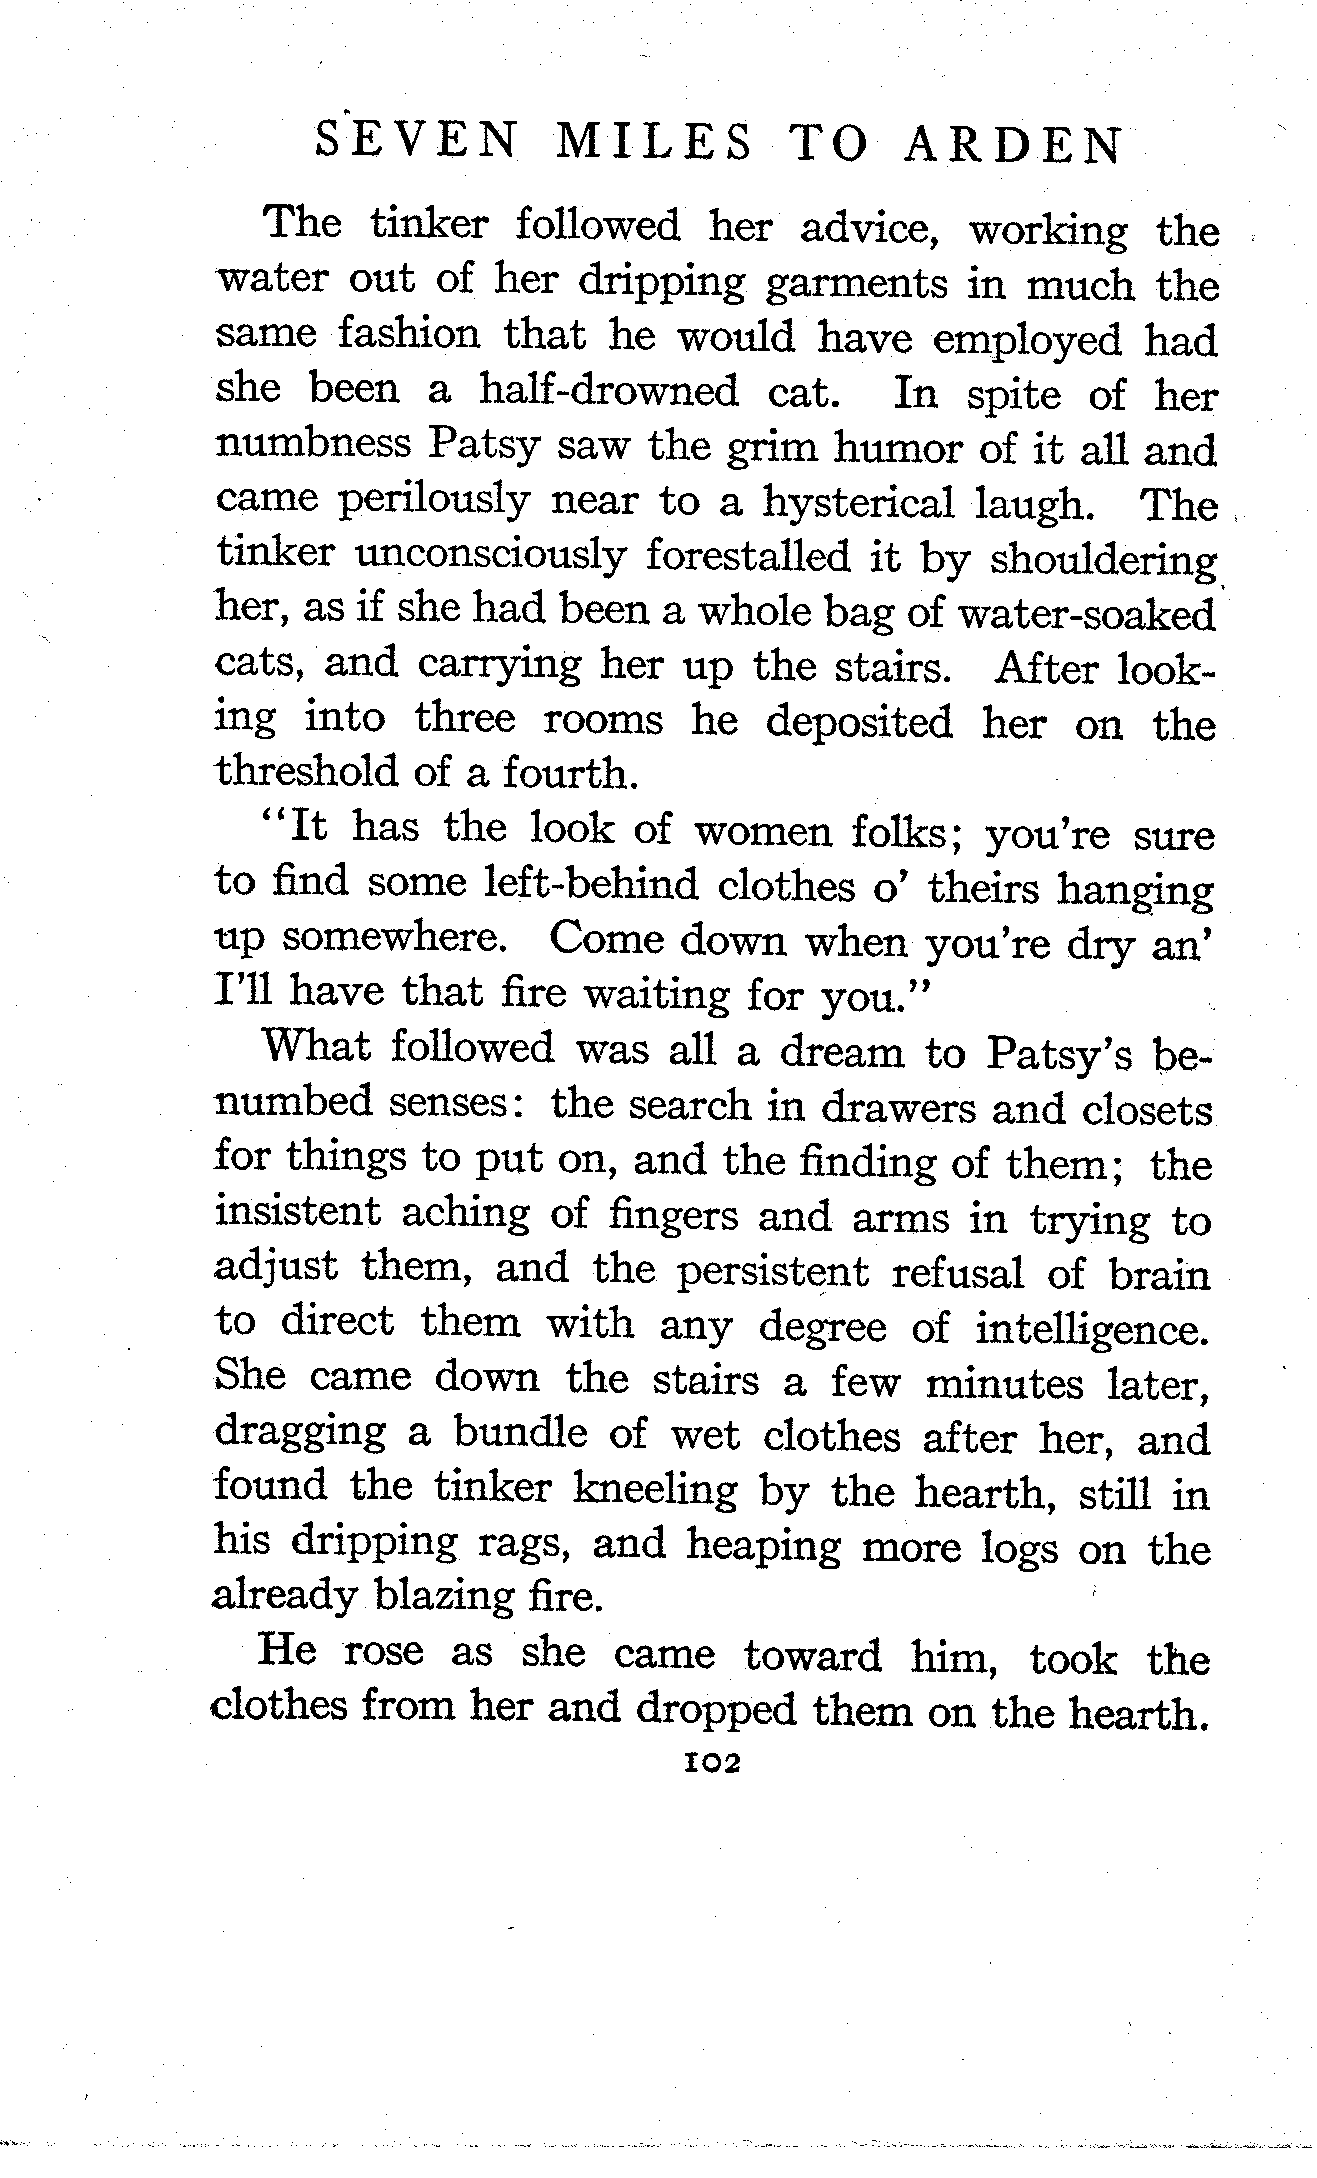 SEVEN MILES TO ARDEN
The tinker followed her advice, working the
water out of her dripping garments in much the
same fashion that he would have employed had
she been a half-drowned cat. In spite of her
numbness Patsy saw the grim humor of it all and
came perilously near to a hysterical laugh. The
tinker unconsciously forestalled it by shouldering
her, as if she had been a whole bag of water-soaked
cats, and carrying her up the stairs. After look-
ing into three rooms he deposited her on the
threshold of a fourth.
"It has the look of women folks; you're sure
to find some left-behind clothes o' theirs hanging
up somewhere. Come down when you're dry an'
I'll have that fire waiting for you."
What followed was all a dream to Patsy's be-
numbed senses: the search in drawers and closets
for things to put on, and the finding of them; the
insistent aching of fingers and arms in trying to
adjust them, and the persistent refusal of brain
to direct them with any degree of intelligence.
She came down the stairs a few minutes later,
dragging a bundle of wet clothes after her, and
found the tinker kneeling by the hearth, still in
his dripping rags, and heaping more logs on the
already blazing fire.
He rose as she came toward him, took the
clothes from her and dropped them on the hearth.
102